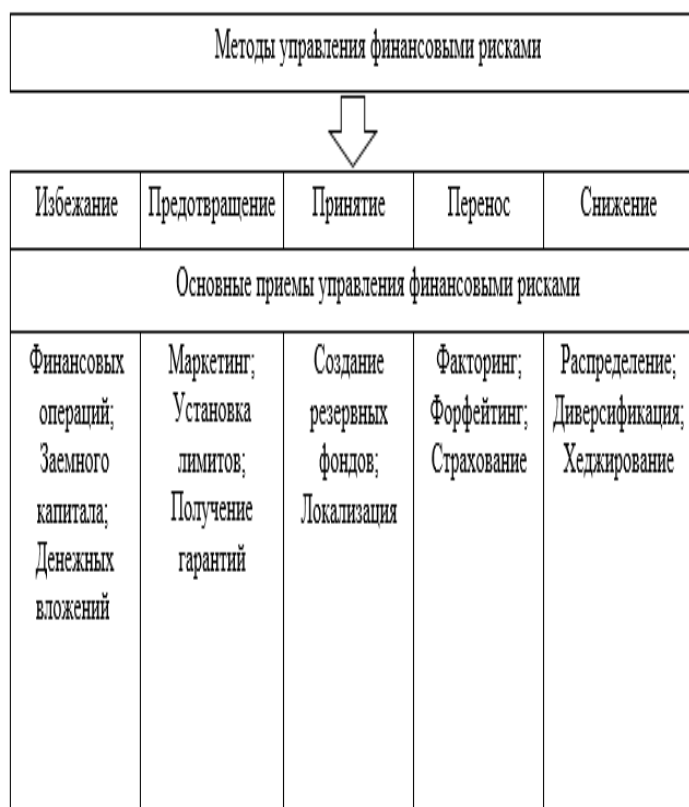 Методы управления финансовыми рисками
Избежание
Предотвращение
Принятие
Перенос
Снижение
Основные приемы управления финансовыми рисками
Финансовых
операций;
Заемного
капитала;
Денежных
вложений
Маркетинг;
Установка
лимитов;
Получение
гарантий
Создание
резервных
фондов;
Локализация
Факторинг;
Форфейтинг;
Страхование
Распределение;
Диверсификация;
Хеджирование